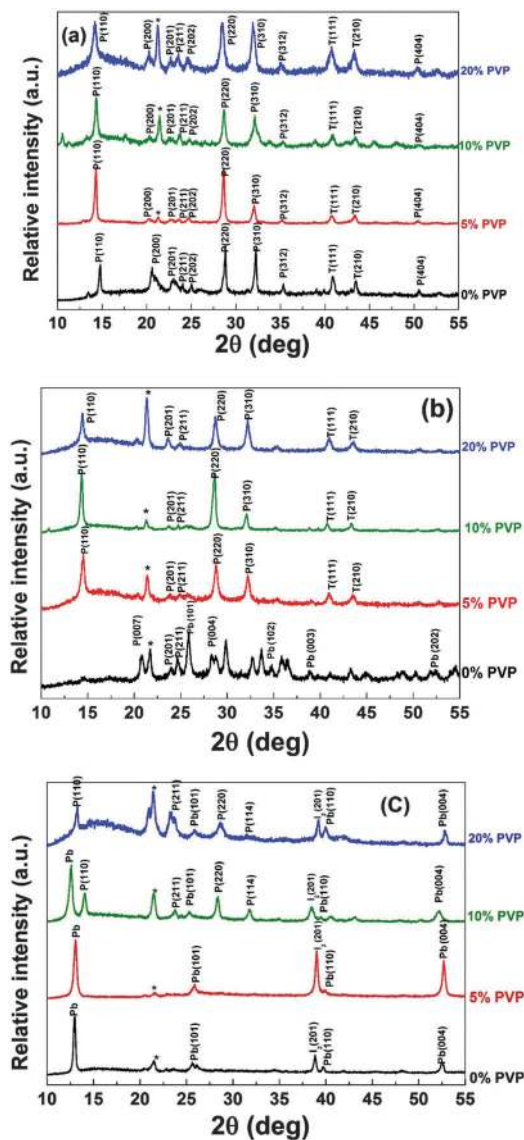 (a)
Relative intensity (a.u.)
P(110)
P(200)
*
P(201)
P(211)
P(202)
P(220)
P(310)
P(312)
T(111)
T(210)
P(404)
20% PVP
P(110)
P(200)
*
P(201)
P(211)
P(202)
P(220)
P(310)
P(312)
T(111)
T(210)
P(404)
10% PVP
P(110)
P(200)
*
P(201)
P(211)
P(202)
P(220)
P(310)
P(312)
T(111)
T(210)
P(404)
5% PVP
P(110)
P(200)
P(201)
P(211)
P(202)
P(220)
P(310)
P(312)
T(111)
T(210)
P(404)
0% PVP
10 15 20 25 30 35 40 45 50 55
2θ (deg)
(b)
Relative intensity (a.u.)
P(110)
*
P(201)
P(211)
P(220)
P(310)
T(111)
T(210)
20% PVP
P(110)
*
P(201)
P(211)
P(220)
P(310)
T(111)
T(210)
10% PVP
P(110)
*
P(201)
P(211)
P(220)
P(310)
T(111)
T(210)
5% PVP
P(007)
*
P(201)
P(211)
Pb(101)
P(004)
Pb(102)
Pb(003)
Pb(202)
0% PVP
10 15 20 25 30 35 40 45 50 55
2θ (deg)
(C)
Relative intensity (a.u.)
P(110)
*
P(211)
Pb(101)
P(220)
P(114)
I2(201)
Pb(110)
Pb(004)
20% PVP
Pb
P(110)
*
P(211)
Pb(101)
P(220)
P(114)
I2(201)
Pb(110)
Pb(004)
10% PVP
Pb
*
Pb(101)
I2(201)
Pb(110)
Pb(004)
5% PVP
Pb
*
Pb(101)
I2(201)
Pb(110)
Pb(004)
0% PVP
10 15 20 25 30 35 40 45 50 55
2θ (deg)